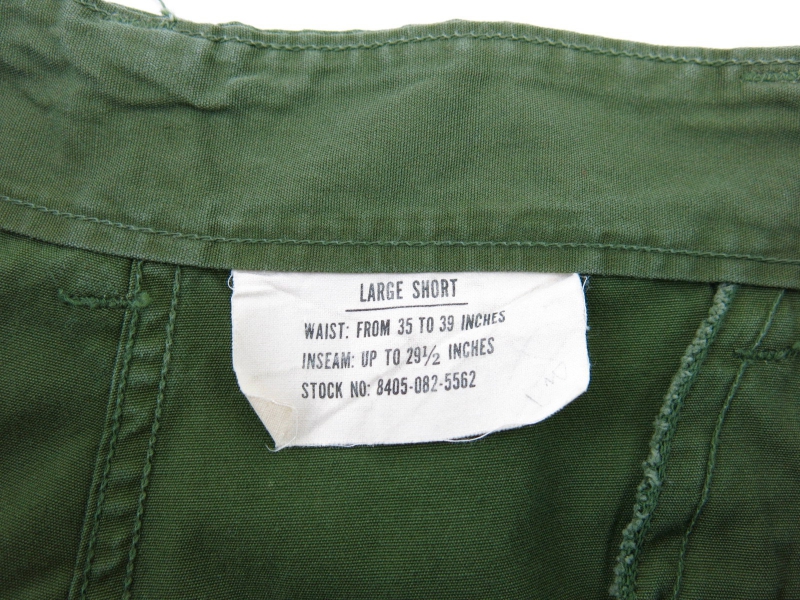 LARGE SHORT
WAIST: FROM 35 TO 39 INCHES
INSEAM: UP TO 29½ INCHES
STOCK NO: 8405-082-5562